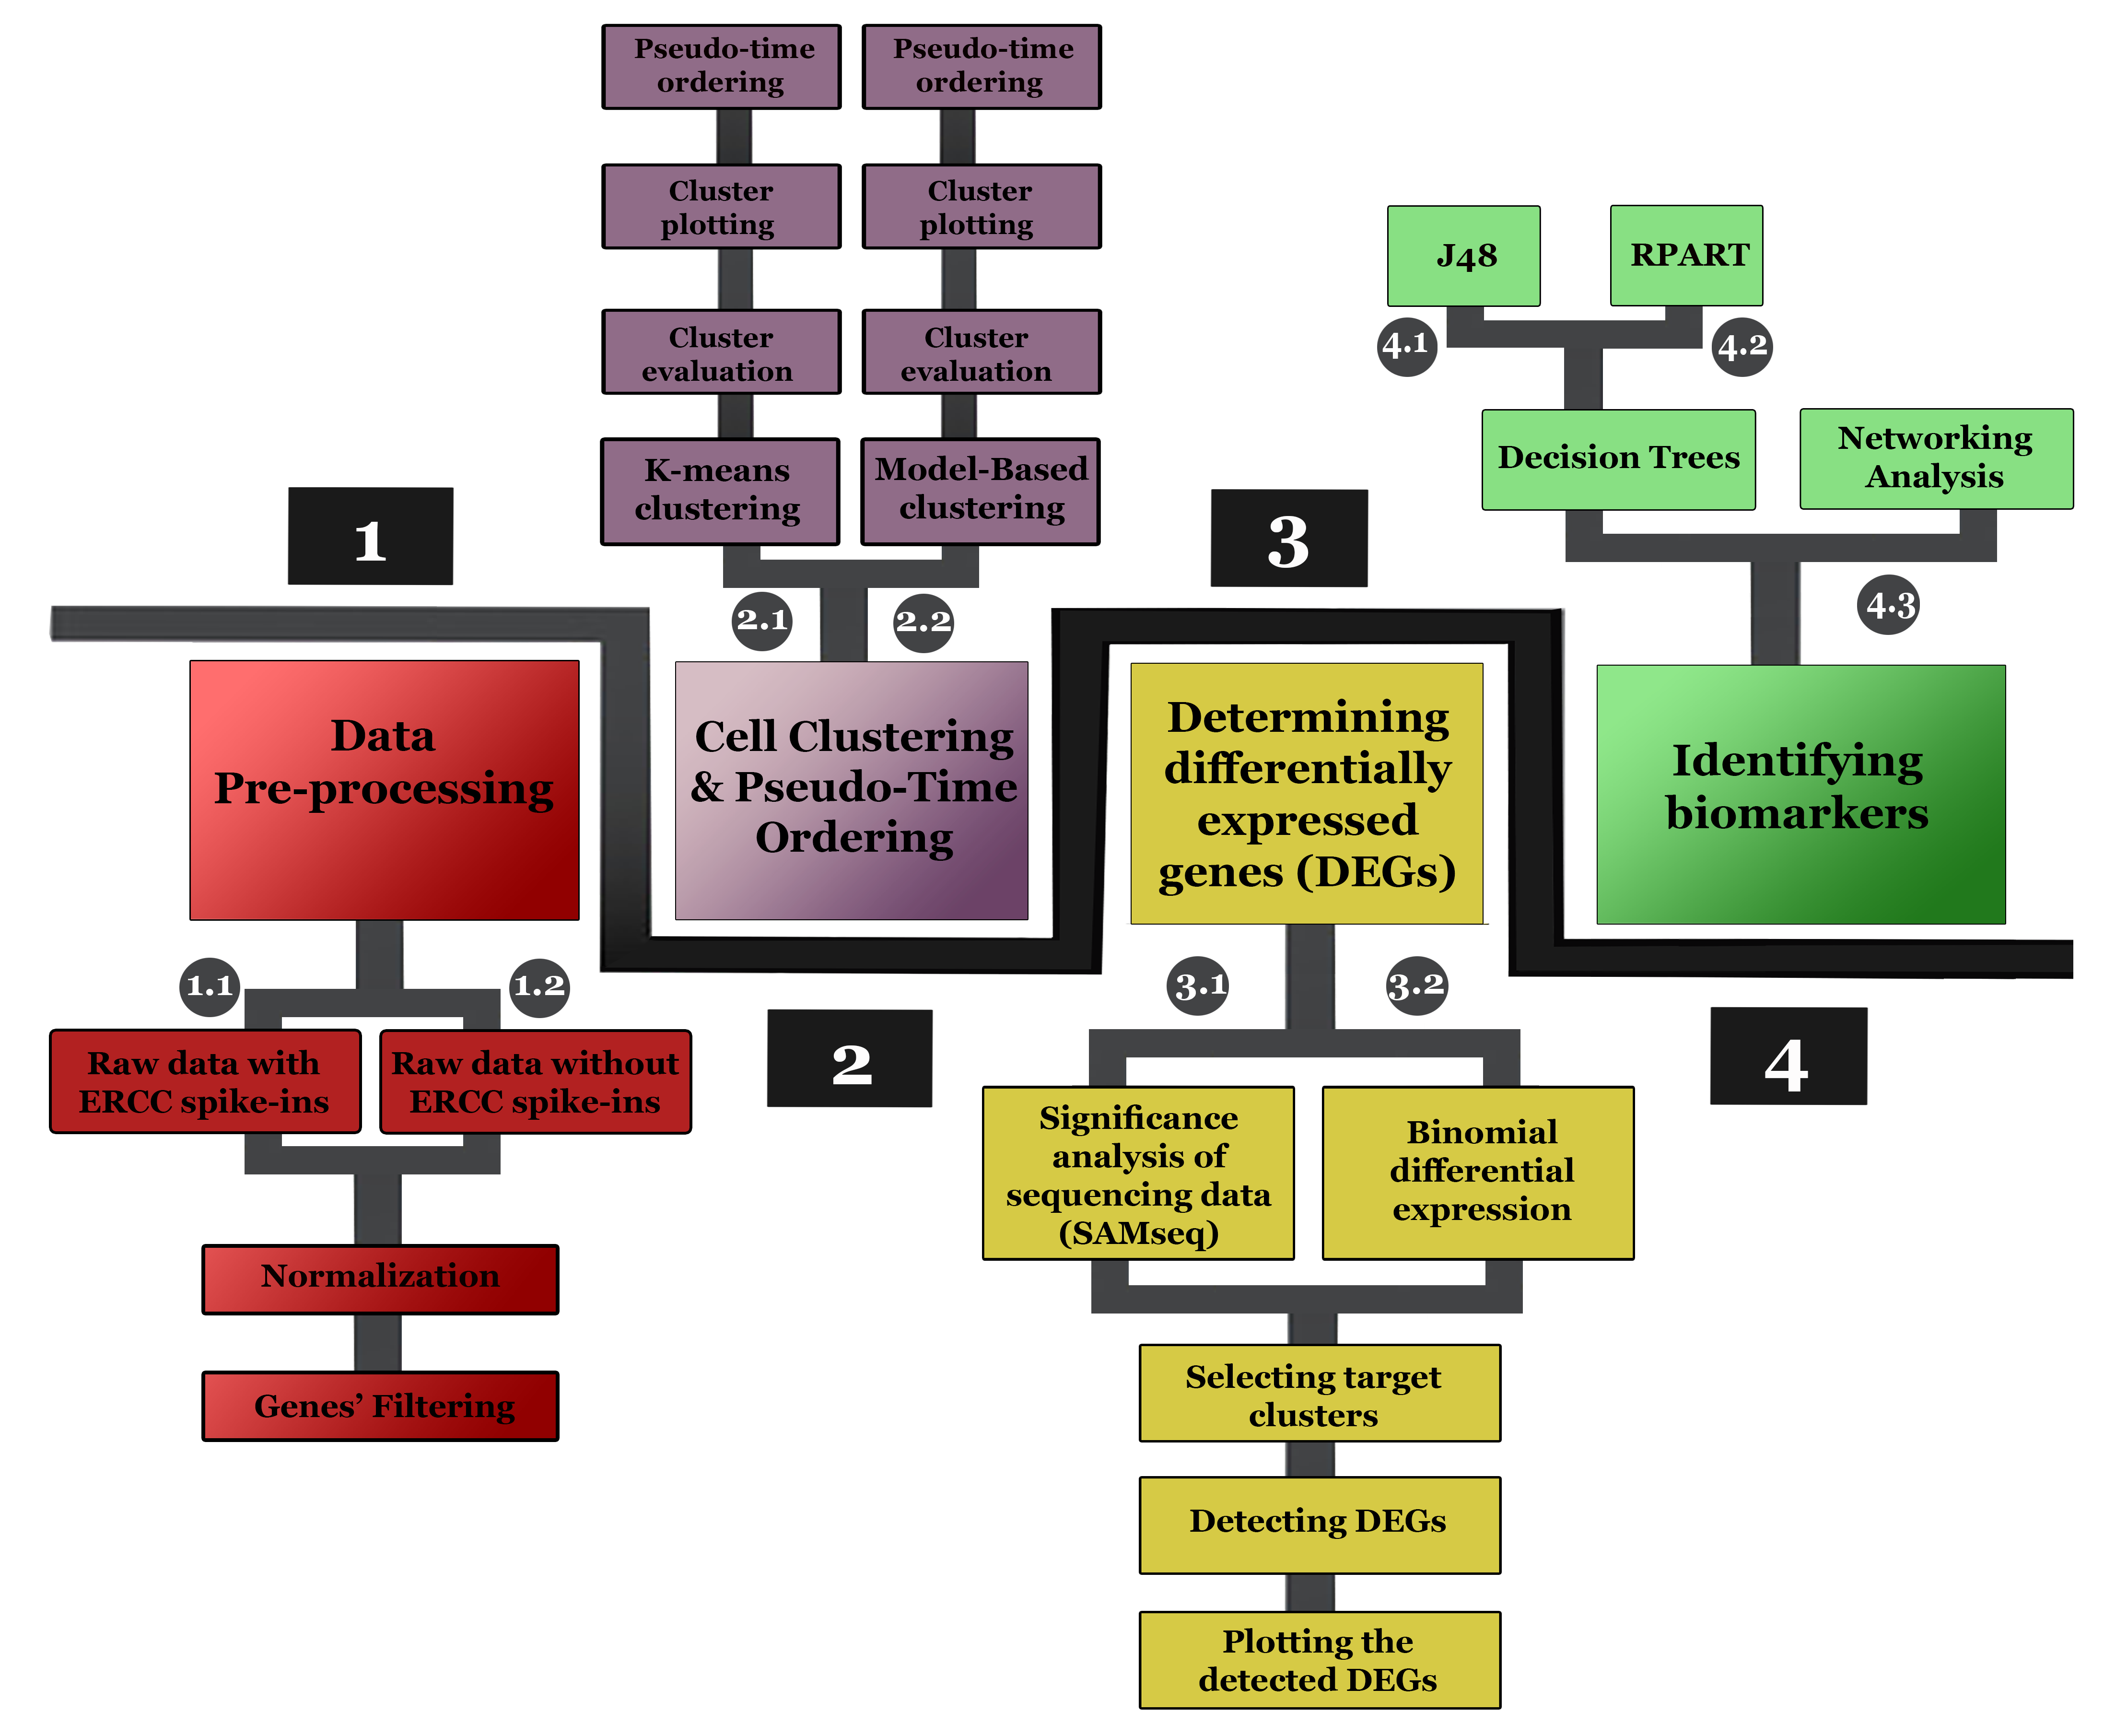 Pseudo-time
ordering
Pseudo-time
ordering
Cluster
plotting
Cluster
plotting
Cluster
evaluation
Cluster
evaluation
K-means
clustering
Model-Based
clustering
2.1
2.2
J48
RPART
4.1
4.2
Decision Trees
Networking
Analysis
4.3
1
3
Data
Pre-processing
Cell Clustering
& Pseudo-Time
Ordering
Determining
differentially
expressed
genes (DEGs)
Identifying
biomarkers
1.1
1.2
Raw data with
ERCC spike-ins
Raw data without
ERCC spike-ins
Normalization
Genes’ Filtering
2
3.1
3.2
4
Significance
analysis of
sequencing data
(SAMseq)
Binomial
differential
expression
Selecting target
clusters
Detecting DEGs
Plotting the
detected DEGs